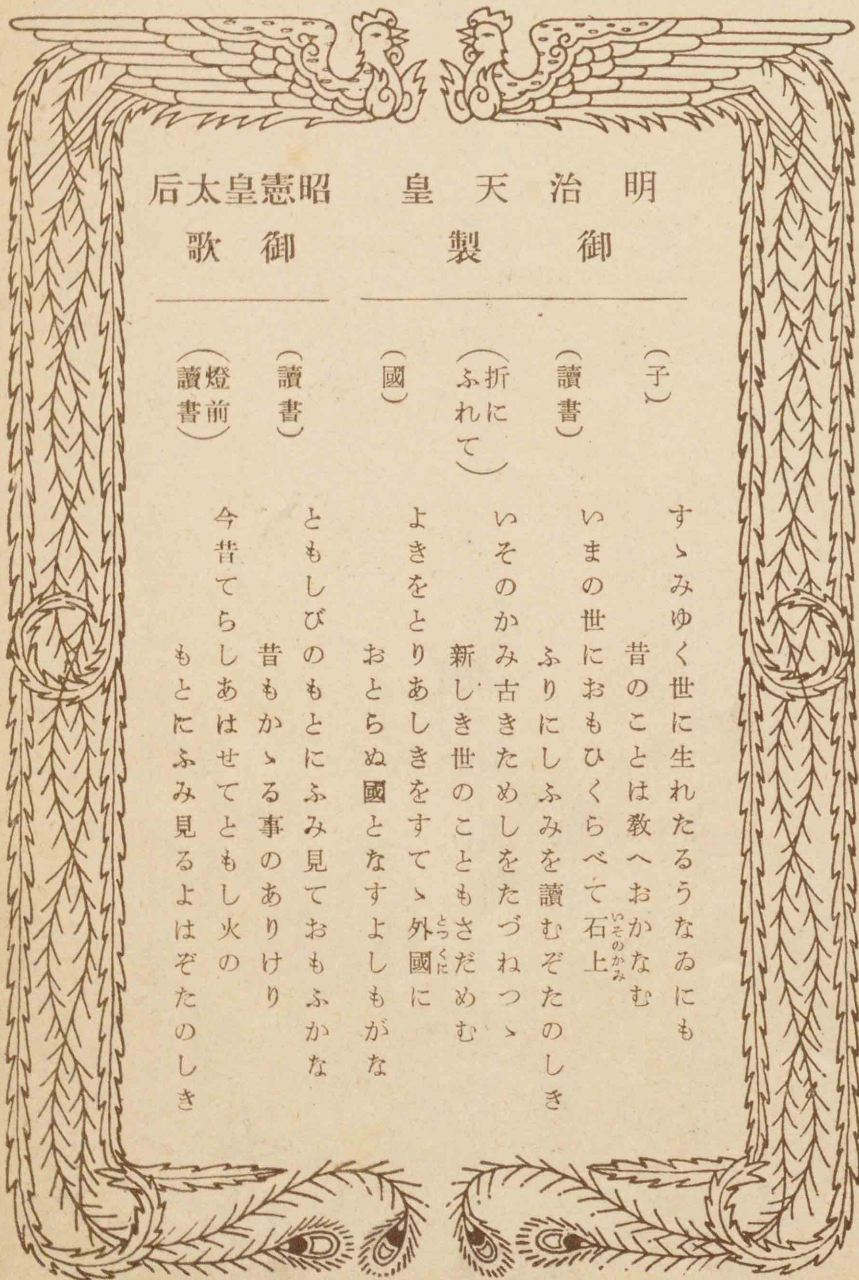 明治天皇
御製
（子）
すゝみゆく世に生れたるうなゐにも
昔のことは教へおかなむ
（讀書）
いまの世におもひくらべて石上
いそのかみ
ふりにしふみを讀むぞたのしき
（折に
ふれて）
いそのかみ古きためしをたづねつゝ
新しき世のこともさだめむ
（國）
よきをとりあしきをすてゝ外國に
とつくに
おとらぬ國となすよしもがな
昭憲皇太后
御歌
（讀書）
ともしびのもとにふみ見ておもふかな
昔もかゝる事のありけり
（燈前
讀書）
今昔てらしあはせてともし火の
もとにふみ見るよはぞたのしき